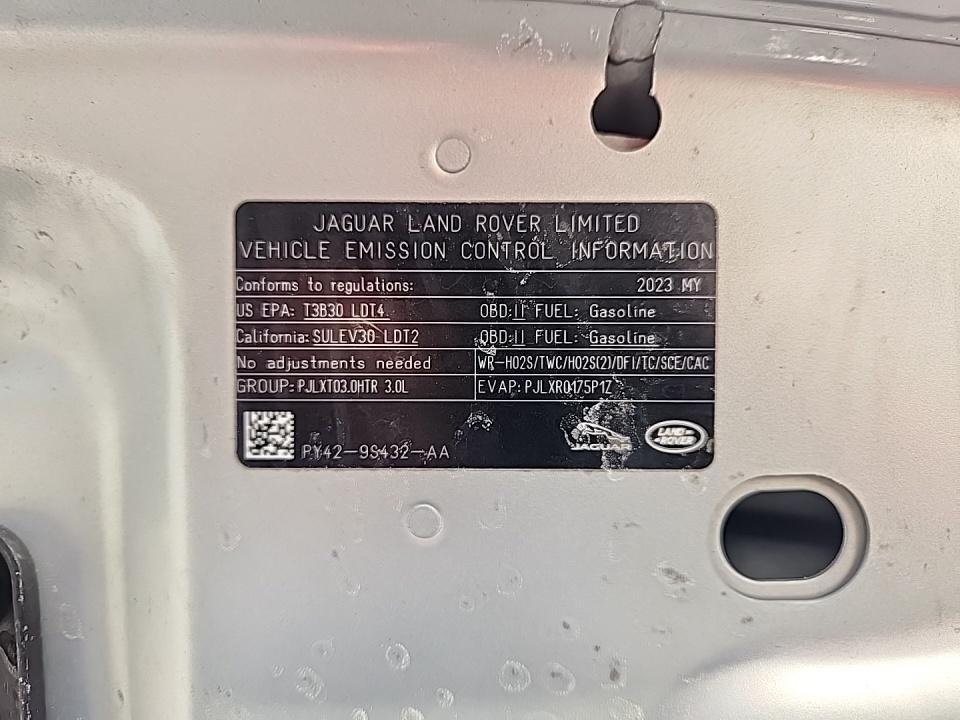 JAGUAR LAND ROVER LIMITED
VEHICLE EMISSION CONTROL INFORMATION
Conforms to regulations: 2023 MY
US EPA: T3B30 LDT4 OBD:II FUEL: Gasoline
California: SULEV30 LDT2 OBD:II FUEL: Gasoline
No adjustments needed WR-HO2S/TWC/HO2S(2)/DFI/TC/SCE/CAC
GROUP: PJLXT03.0HTR 3.0L EVAP: PJLXR0175P1Z
PY42-9S432-AA
JAGUAR
LAND-
-ROVER